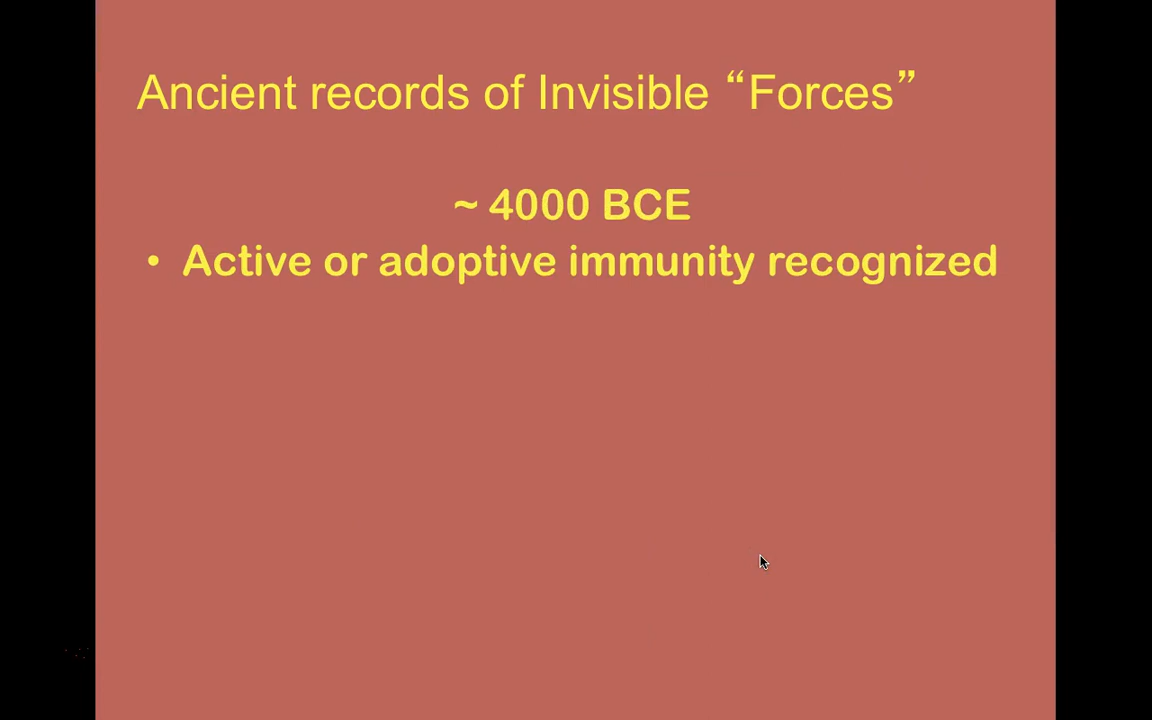 Ancient records of Invisible “Forces”
~ 4000 BCE
• Active or adoptive immunity recognized